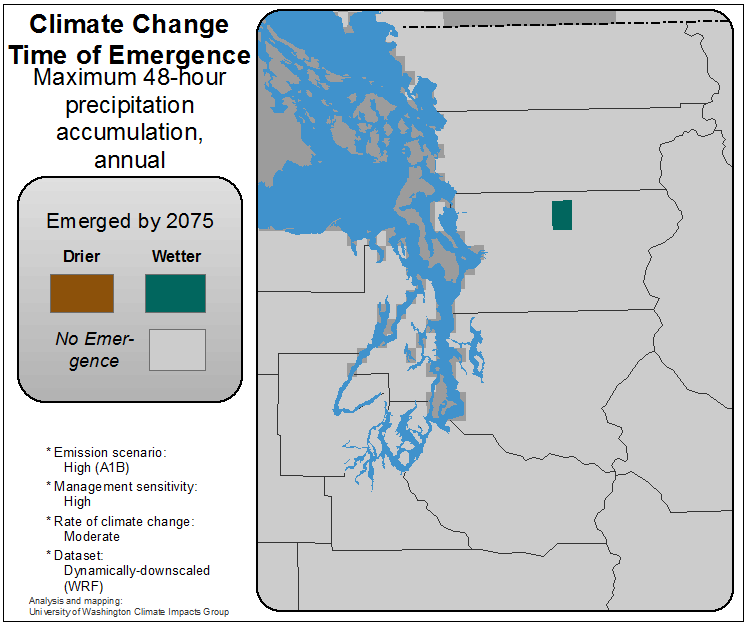 Climate Change
Time of Emergence
Maximum 48-hour
precipitation
accumulation,
annual
Emerged by 2075
Drier Wetter
No Emer-
gence
* Emission scenario:
High (A1B)
* Management sensitivity:
High
* Rate of climate change:
Moderate
* Dataset:
Dynamically-downscaled
(WRF)
Analysis and mapping:
University of Washington Climate Impacts Group